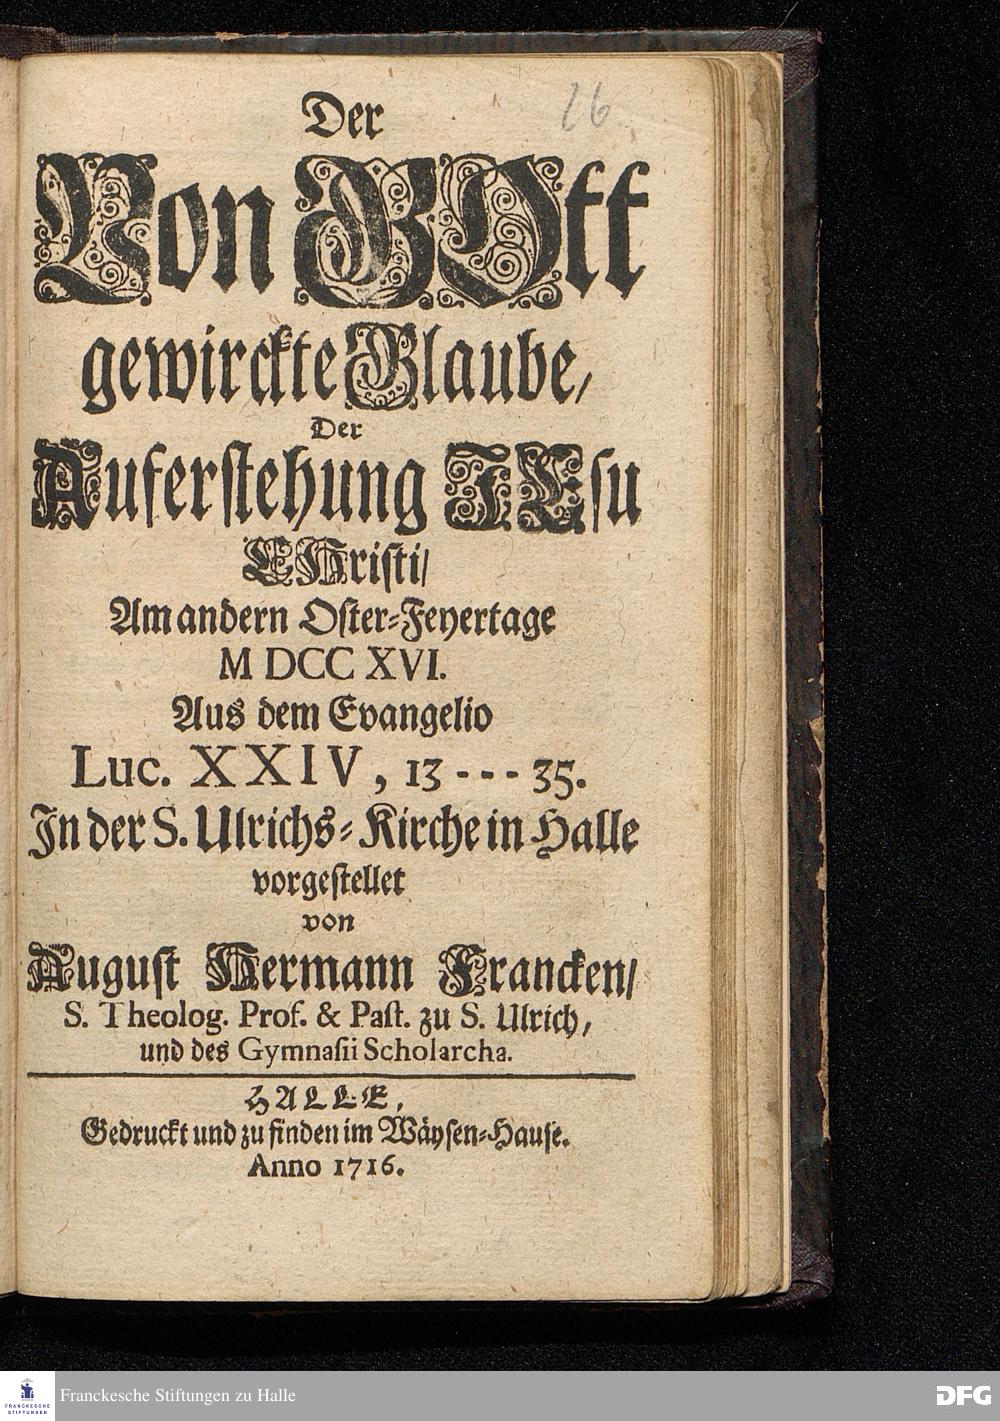 26
Der
Von GOtt
gewirckte Glaube,
Der
Auferstehung JEsu
CHristi/
Am andern Oster-Feyertage
M DCC XVI.
Aus dem Evangelio
Luc. XXIV, 13 - - - 35.
In der S. Ulrichs-Kirche in Halle
vorgestellet
von
August Hermann Francken/
S. Theolog. Prof. & Past. zu S. Ulrich,
und des Gymnasii Scholarcha.
HALLE,
Gedruckt und zu finden im Wäysen-Hause.
Anno 1716.
FRANCKESCHE
STIFTUNGEN
Franckesche Stiftungen zu Halle
DFG